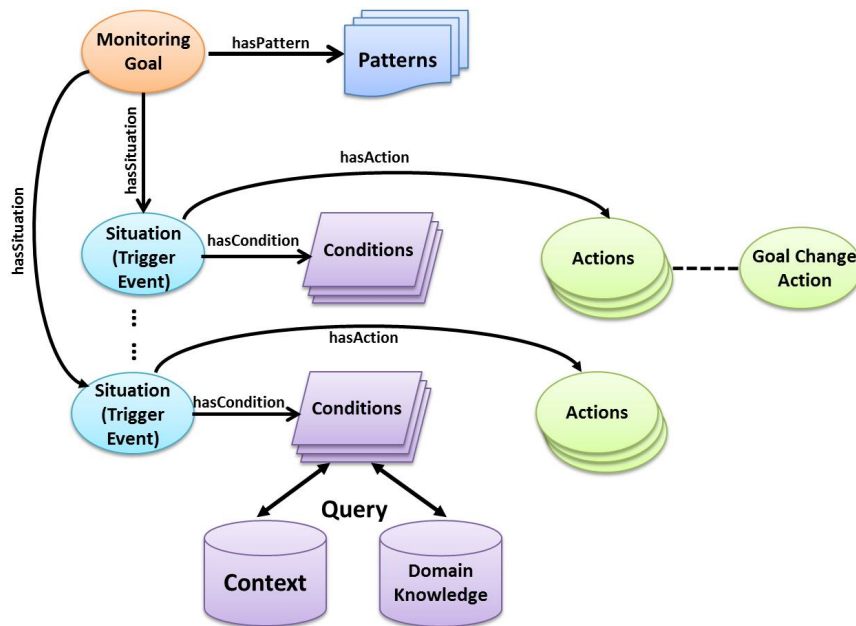 Monitoring
Goal
hasPattern
Patterns
hasSituation
hasSituation
hasAction
Situation
(Trigger
Event)
hasCondition
Conditions
Actions
Goal Change
Action
hasAction
Situation
(Trigger
Event)
hasCondition
Conditions
Actions
Query
Context
Domain
Knowledge